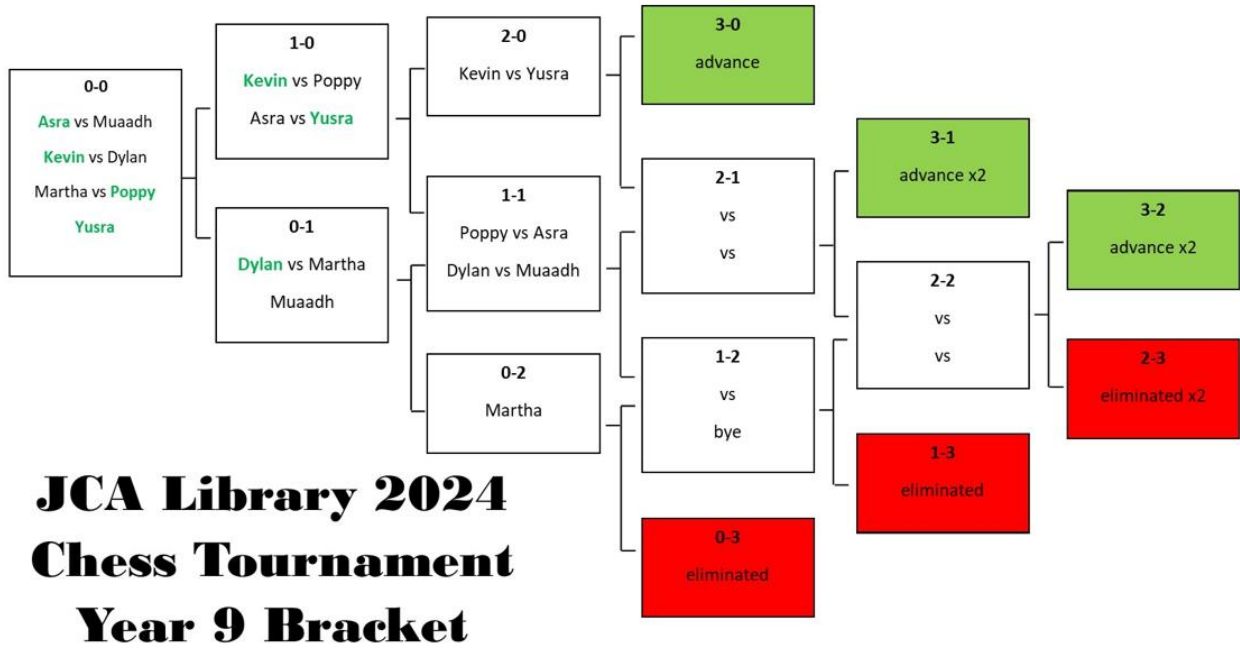 0-0
Asra vs Muaadh
Kevin vs Dylan
Martha vs Poppy
Yusra
1-0
Kevin vs Poppy
Asra vs Yusra
0-1
Dylan vs Martha
Muaadh
2-0
Kevin vs Yusra
1-1
Poppy vs Asra
Dylan vs Muaadh
0-2
Martha
3-0
advance
2-1
vs
vs
1-2
vs
bye
0-3
eliminated
3-1
advance x2
2-2
vs
vs
1-3
eliminated
3-2
advance x2
2-3
eliminated x2
JCA Library 2024
Chess Tournament
Year 9 Bracket